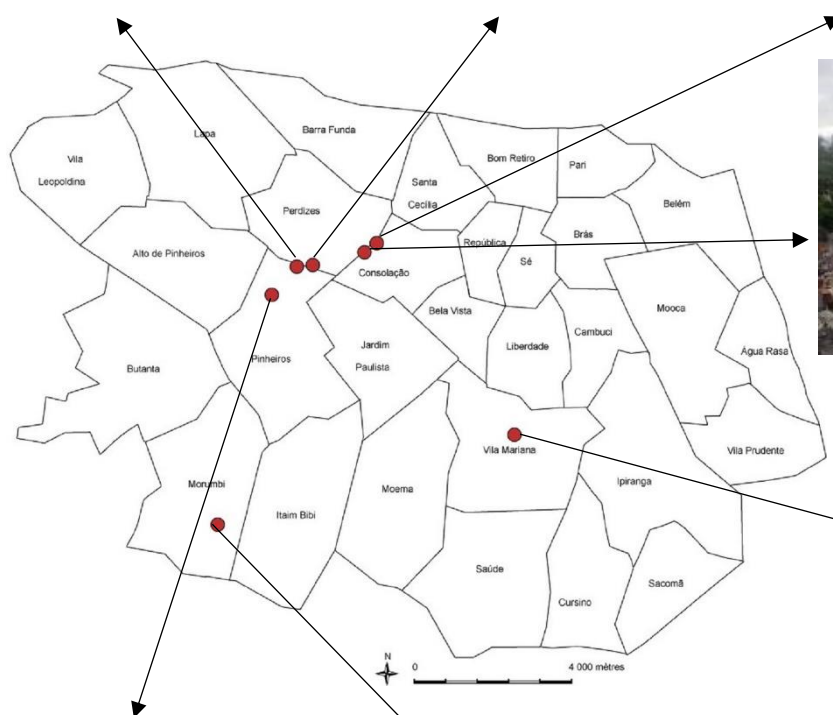 Lapa
Barra Funda
Vila
Leopoldina
Santa
Cecília
Bom Retiro
Pari
Perdizes
Belém
Alto de Pinheiros
República
Sé
Brás
Consolação
Bela Vista
Mooca
Butanta
Pinheiros
Jardim
Paulista
Liberdade
Cambuci
Água Rasa
Vila Mariana
Vila Prudente
Morumbi
Itaim Bibi
Moema
Ipiranga
Saúde
Cursino
Sacomã
N
0
4 000 mètres